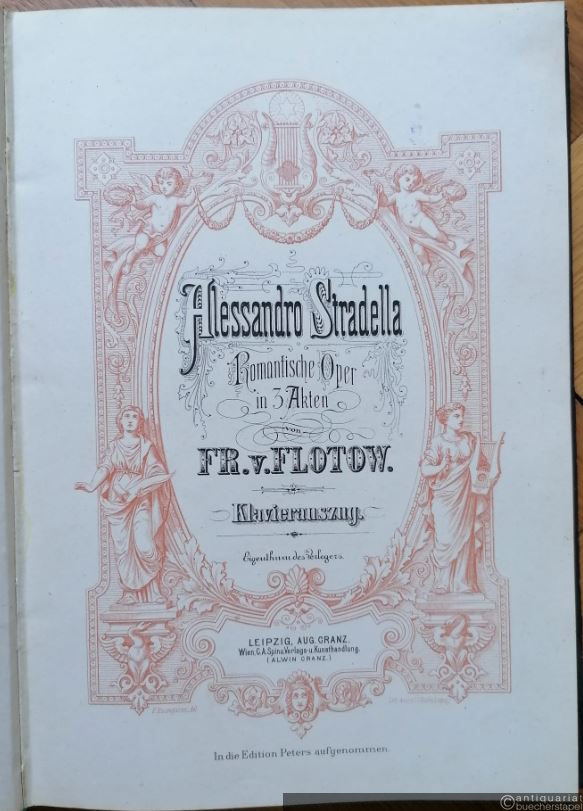 Alessandro Stradella
Romantische Oper
in 3 Akten
von
FR. v. FLOTOW.
Klavierauszug.
Eigenthum des Verlegers.
LEIPZIG, AUG. CRANZ.
Wien, C. A. Spina, Verlags- u. Kunsthandlung.
(ALWIN CRANZ.)
In die Edition Peters aufgenommen.
©antiquariat
buecherstapel